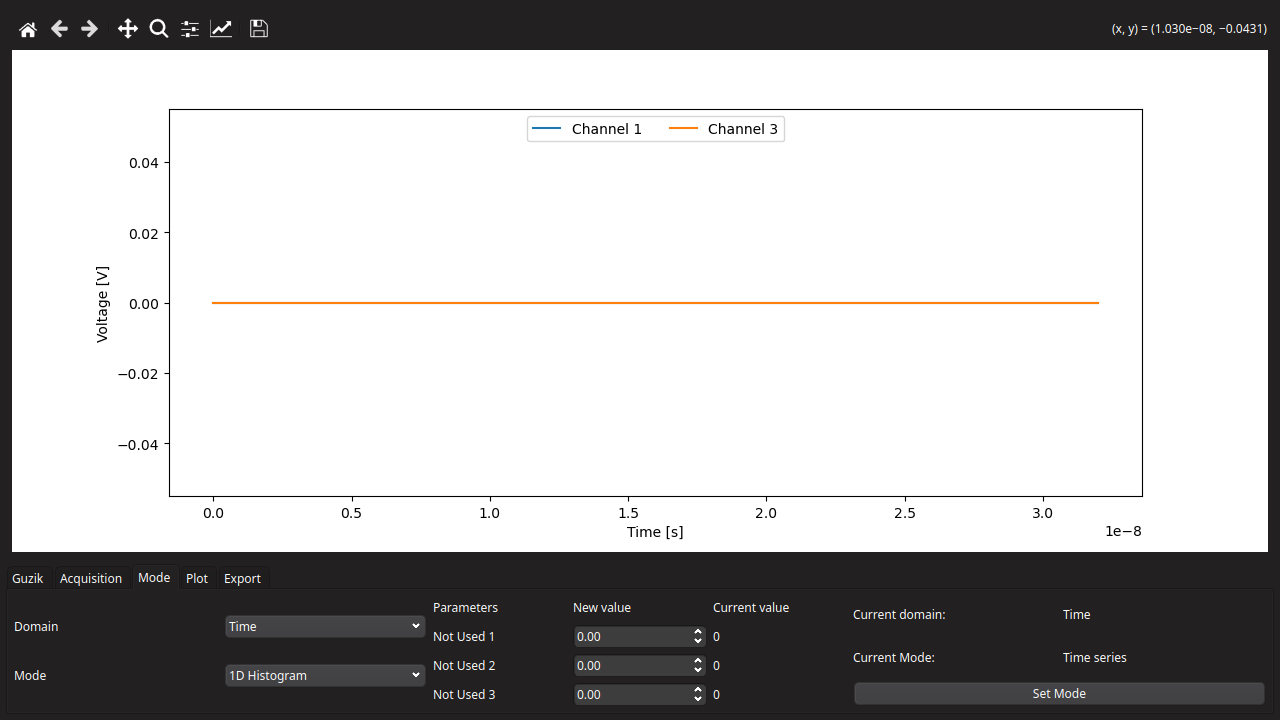 (x, y) = (1.030e−08, −0.0431)
Channel 1 Channel 3
0.04
0.02
0.00
−0.02
−0.04
Voltage [V]
0.0 0.5 1.0 1.5 2.0 2.5 3.0
Time [s]
1e−8
Guzik Acquisition Mode Plot Export
Domain Time
Mode 1D Histogram
Parameters New value Current value
Not Used 1 0.00 0
Not Used 2 0.00 0
Not Used 3 0.00 0
Current domain: Time
Current Mode: Time series
Set Mode